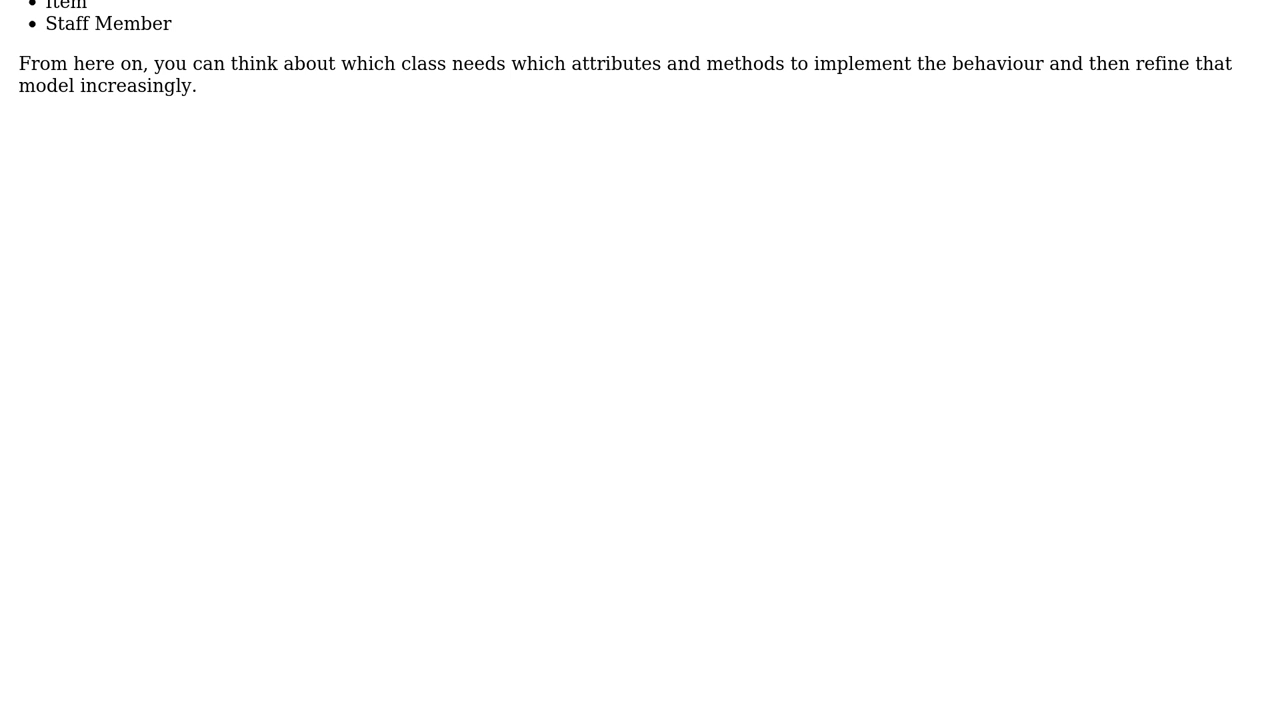 Item
Staff Member
From here on, you can think about which class needs which attributes and methods to implement the behaviour and then refine that
model increasingly.